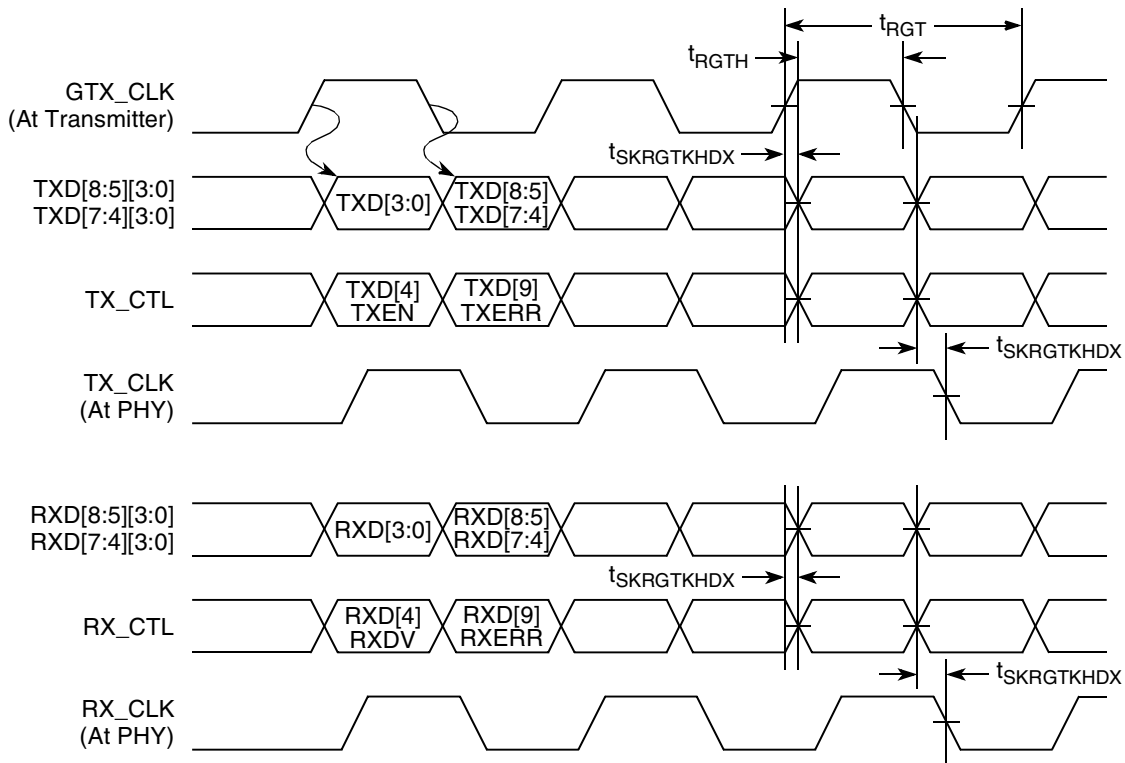 tRGT
tRGTH
GTX_CLK
(At Transmitter)
tSKRGTKHDX
TXD[8:5][3:0]
TXD[7:4][3:0]
TXD[3:0]
TXD[8:5]
TXD[7:4]
TX_CTL
TXD[4]
TXEN
TXD[9]
TXERR
tSKRGTKHDX
TX_CLK
(At PHY)
RXD[8:5][3:0]
RXD[7:4][3:0]
RXD[3:0]
RXD[8:5]
RXD[7:4]
tSKRGTKHDX
RX_CTL
RXD[4]
RXDV
RXD[9]
RXERR
tSKRGTKHDX
RX_CLK
(At PHY)